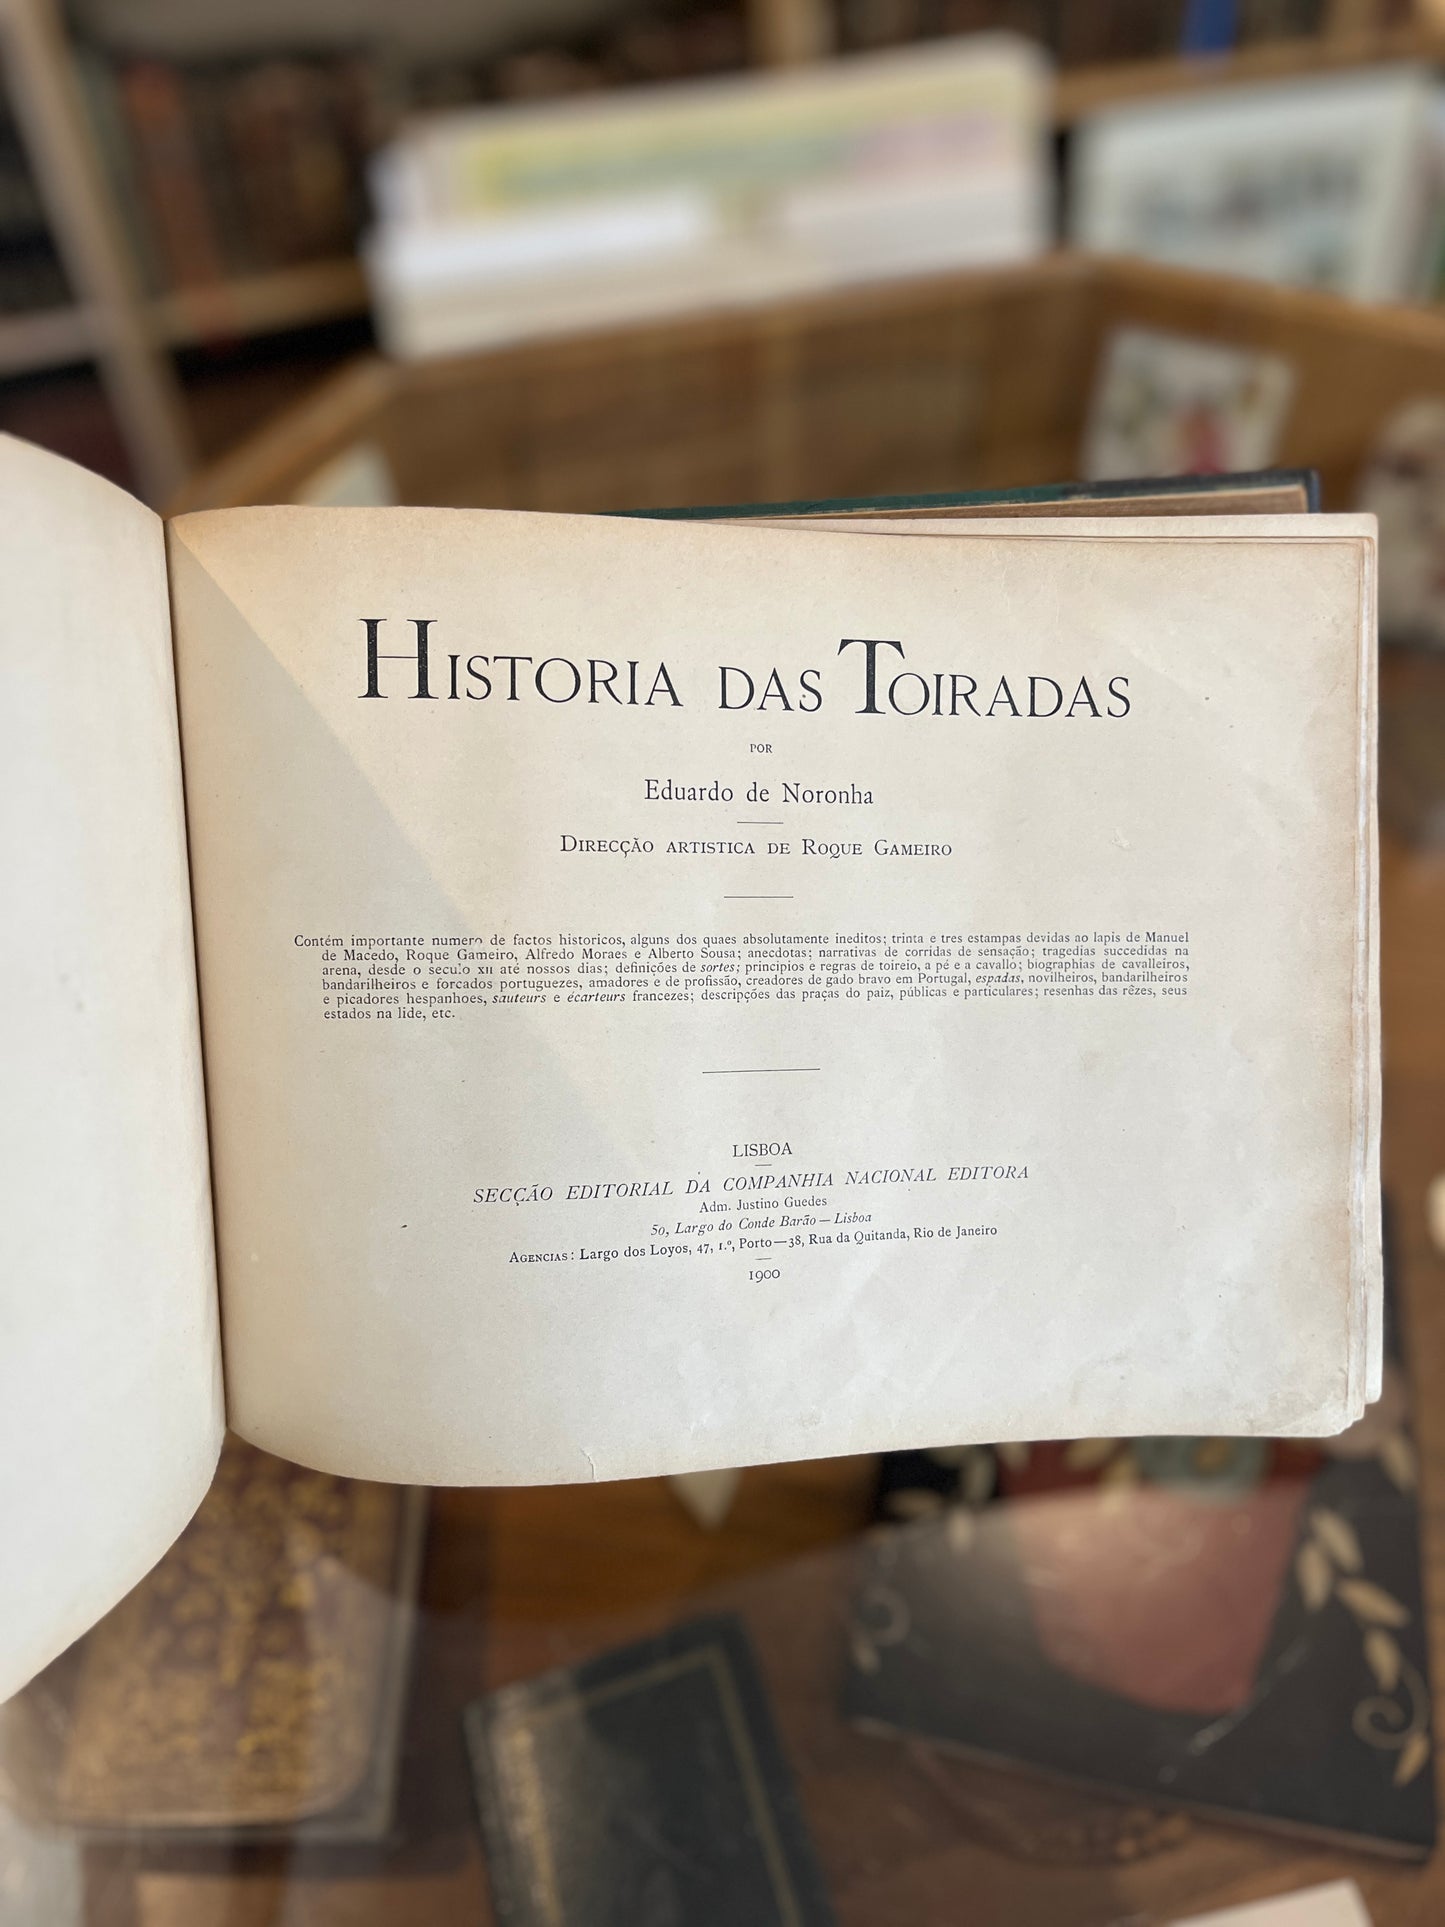 HISTORIA DAS TOIRADAS
POR
Eduardo de Noronha
DIRECÇÃO ARTISTICA DE ROQUE GAMEIRO
Contém importante numero de factos historicos, alguns dos quaes absolutamente ineditos; trinta e tres estampas devidas ao lapis de Manuel
de Macedo, Roque Gameiro, Alfredo Moraes e Alberto Sousa; anecdotas; narrativas de corridas de sensação; tragedias succedidas na
arena, desde o seculo XII até nossos dias; definições de sortes; principios e regras de toireio, a pé e a cavallo; biographias de cavalleiros,
bandarilheiros e forcados portuguezes, amadores e de profissão, creadores de gado bravo em Portugal, espadas, novilheiros, bandarilheiros
e picadores hespanhoes, sauteurs e écarteurs francezes; descripções das praças do paiz, públicas e particulares; resenhas das rêzes, seus
estados na lide, etc.
LISBOA
SECÇÃO EDITORIAL DA COMPANHIA NACIONAL EDITORA
Adm. Justino Guedes
50, Largo do Conde Barão — Lisboa
AGENCIAS: Largo dos Loyos, 47, 1.º, Porto — 38, Rua da Quitanda, Rio de Janeiro
1900